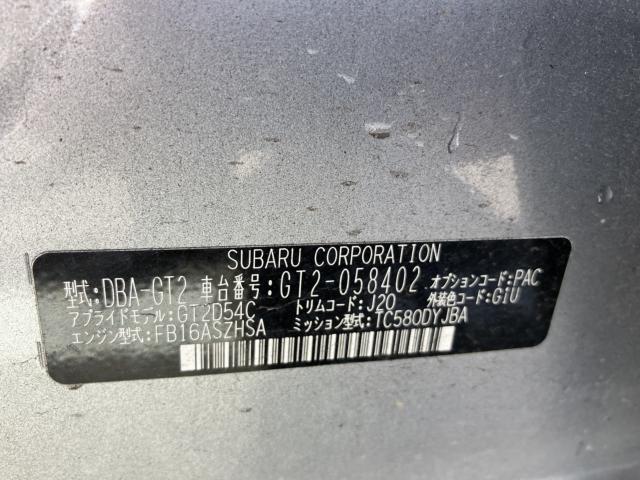 SUBARU CORPORATION
型式:DBA-GT2 車台番号:GT2-058402 オプションコード:PAC
アプライドモデル:GT2D54C トリムコード:J20 外装色コード:G1U
エンジン型式:FB16ASZHSA ミッション型式:TC580DYJBA